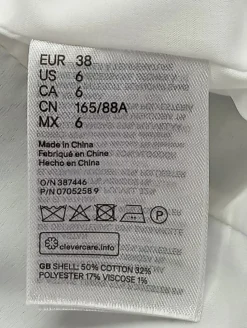 EUR 38
US 6
CA 6
CN 165/88A
MX 6
Made in China
Fabriqué en Chine
Hecho en China
O/N 387446
P/N 0705258 9
P
clevercare.info
GB SHELL: 50% COTTON 32%
POLYESTER 17% VISCOSE 1%